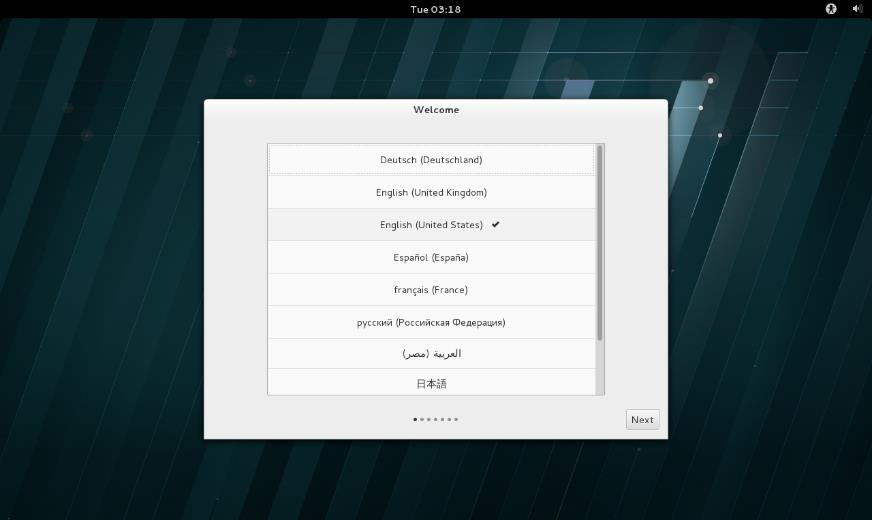 Tue 03:18
Welcome
Deutsch (Deutschland)
English (United Kingdom)
English (United States)
Español (España)
français (France)
русский (Российская Федерация)
العربية (مصر)
日本語
Next